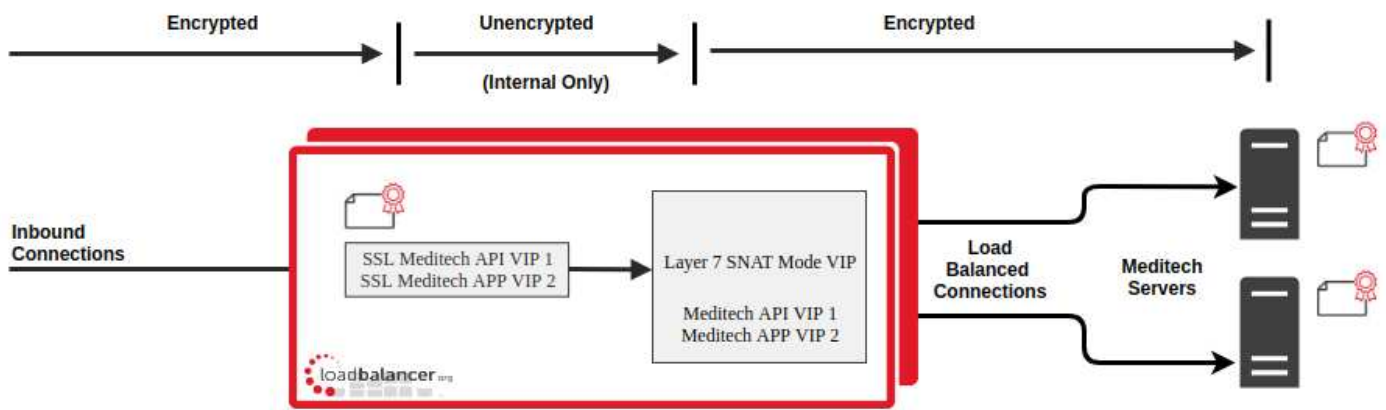 Encrypted
Unencrypted
(Internal Only)
Encrypted
Inbound
Connections
SSL Meditech API VIP 1
SSL Meditech APP VIP 2
Layer 7 SNAT Mode VIP
Meditech API VIP 1
Meditech APP VIP 2
loadbalancer.org
Load
Balanced
Connections
Meditech
Servers